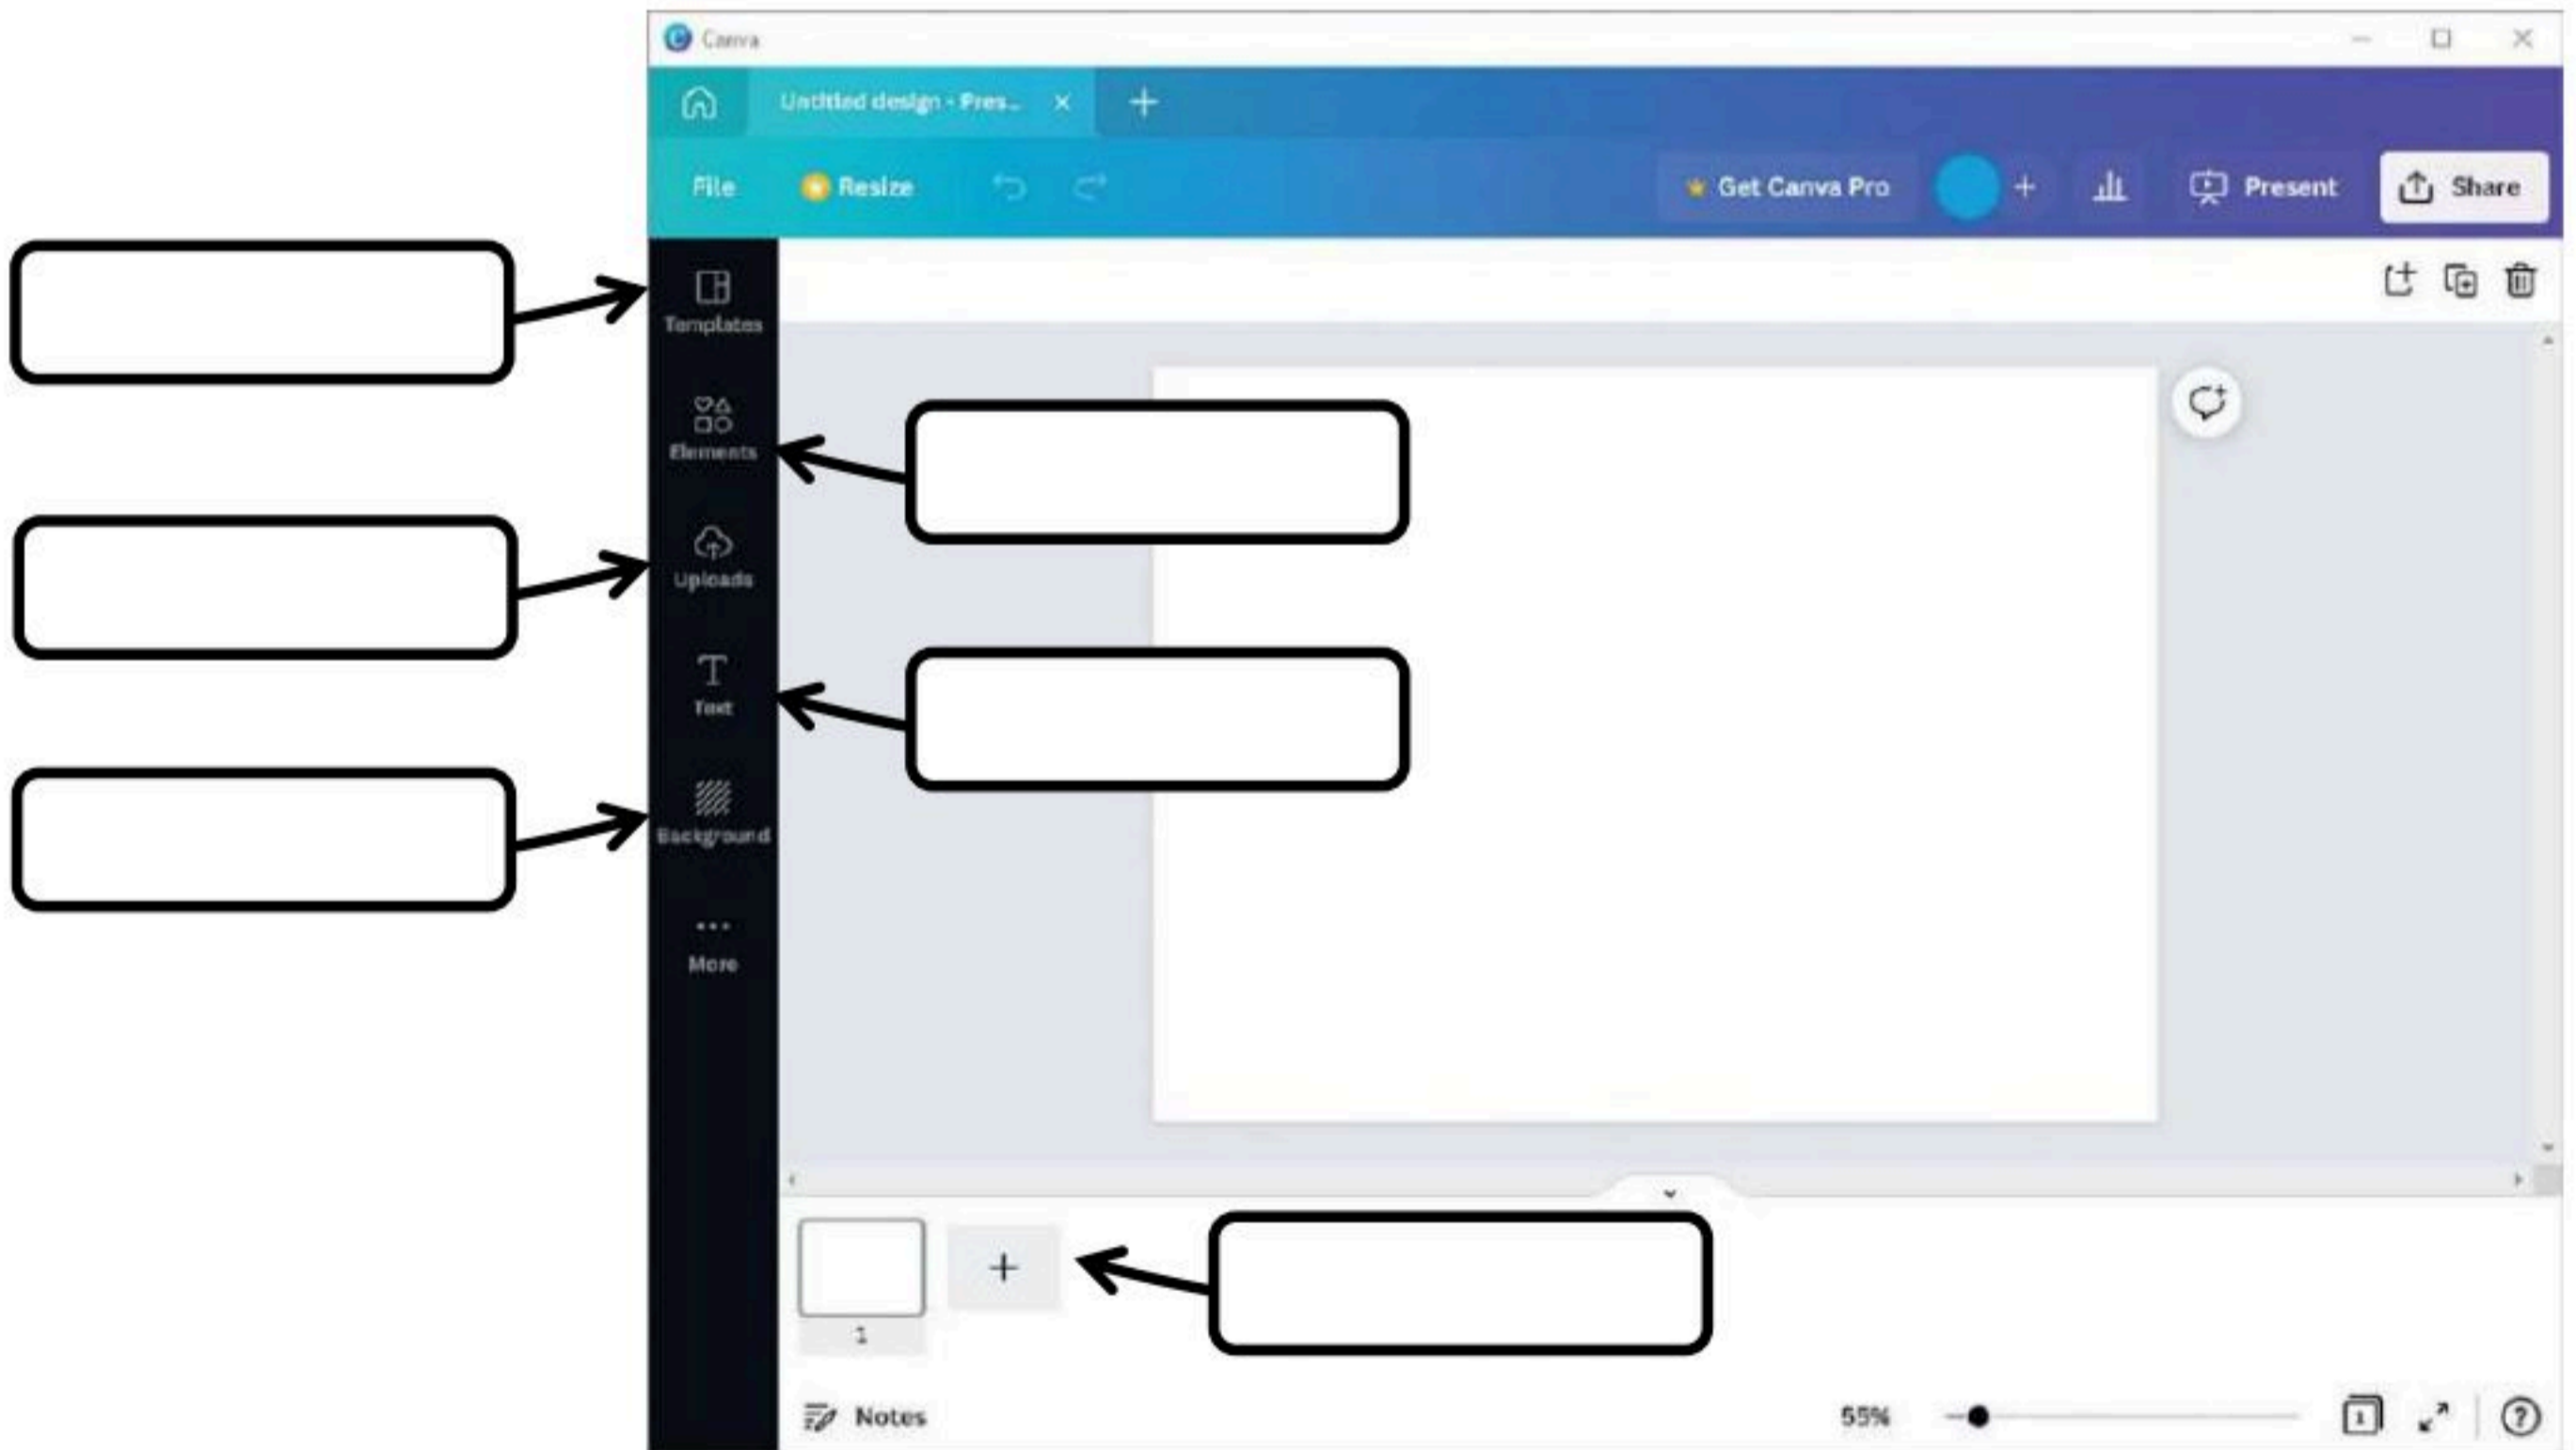 Canva
Untitled design - Pres...
File
Resize
Get Canva Pro
Present
Share
Templates
Elements
Uploads
Text
Background
More
1
Notes
55%
1